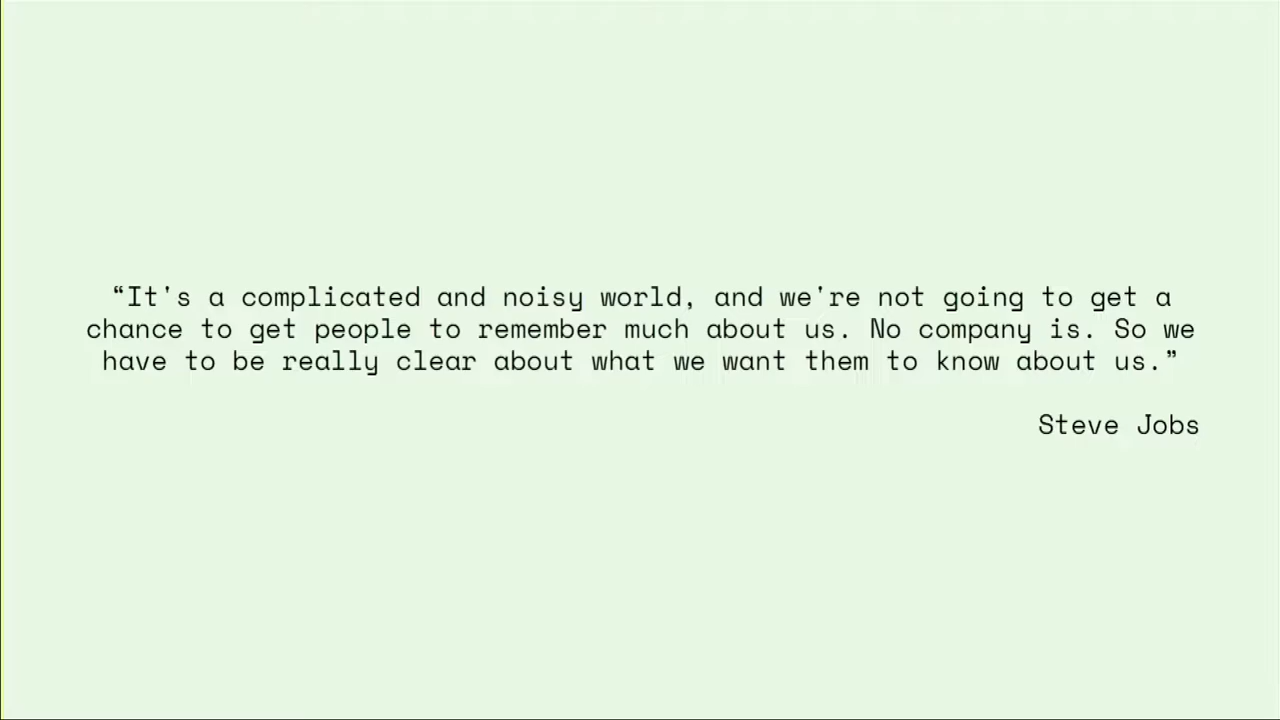 “It's a complicated and noisy world, and we're not going to get a
chance to get people to remember much about us. No company is. So we
have to be really clear about what we want them to know about us.”
Steve Jobs